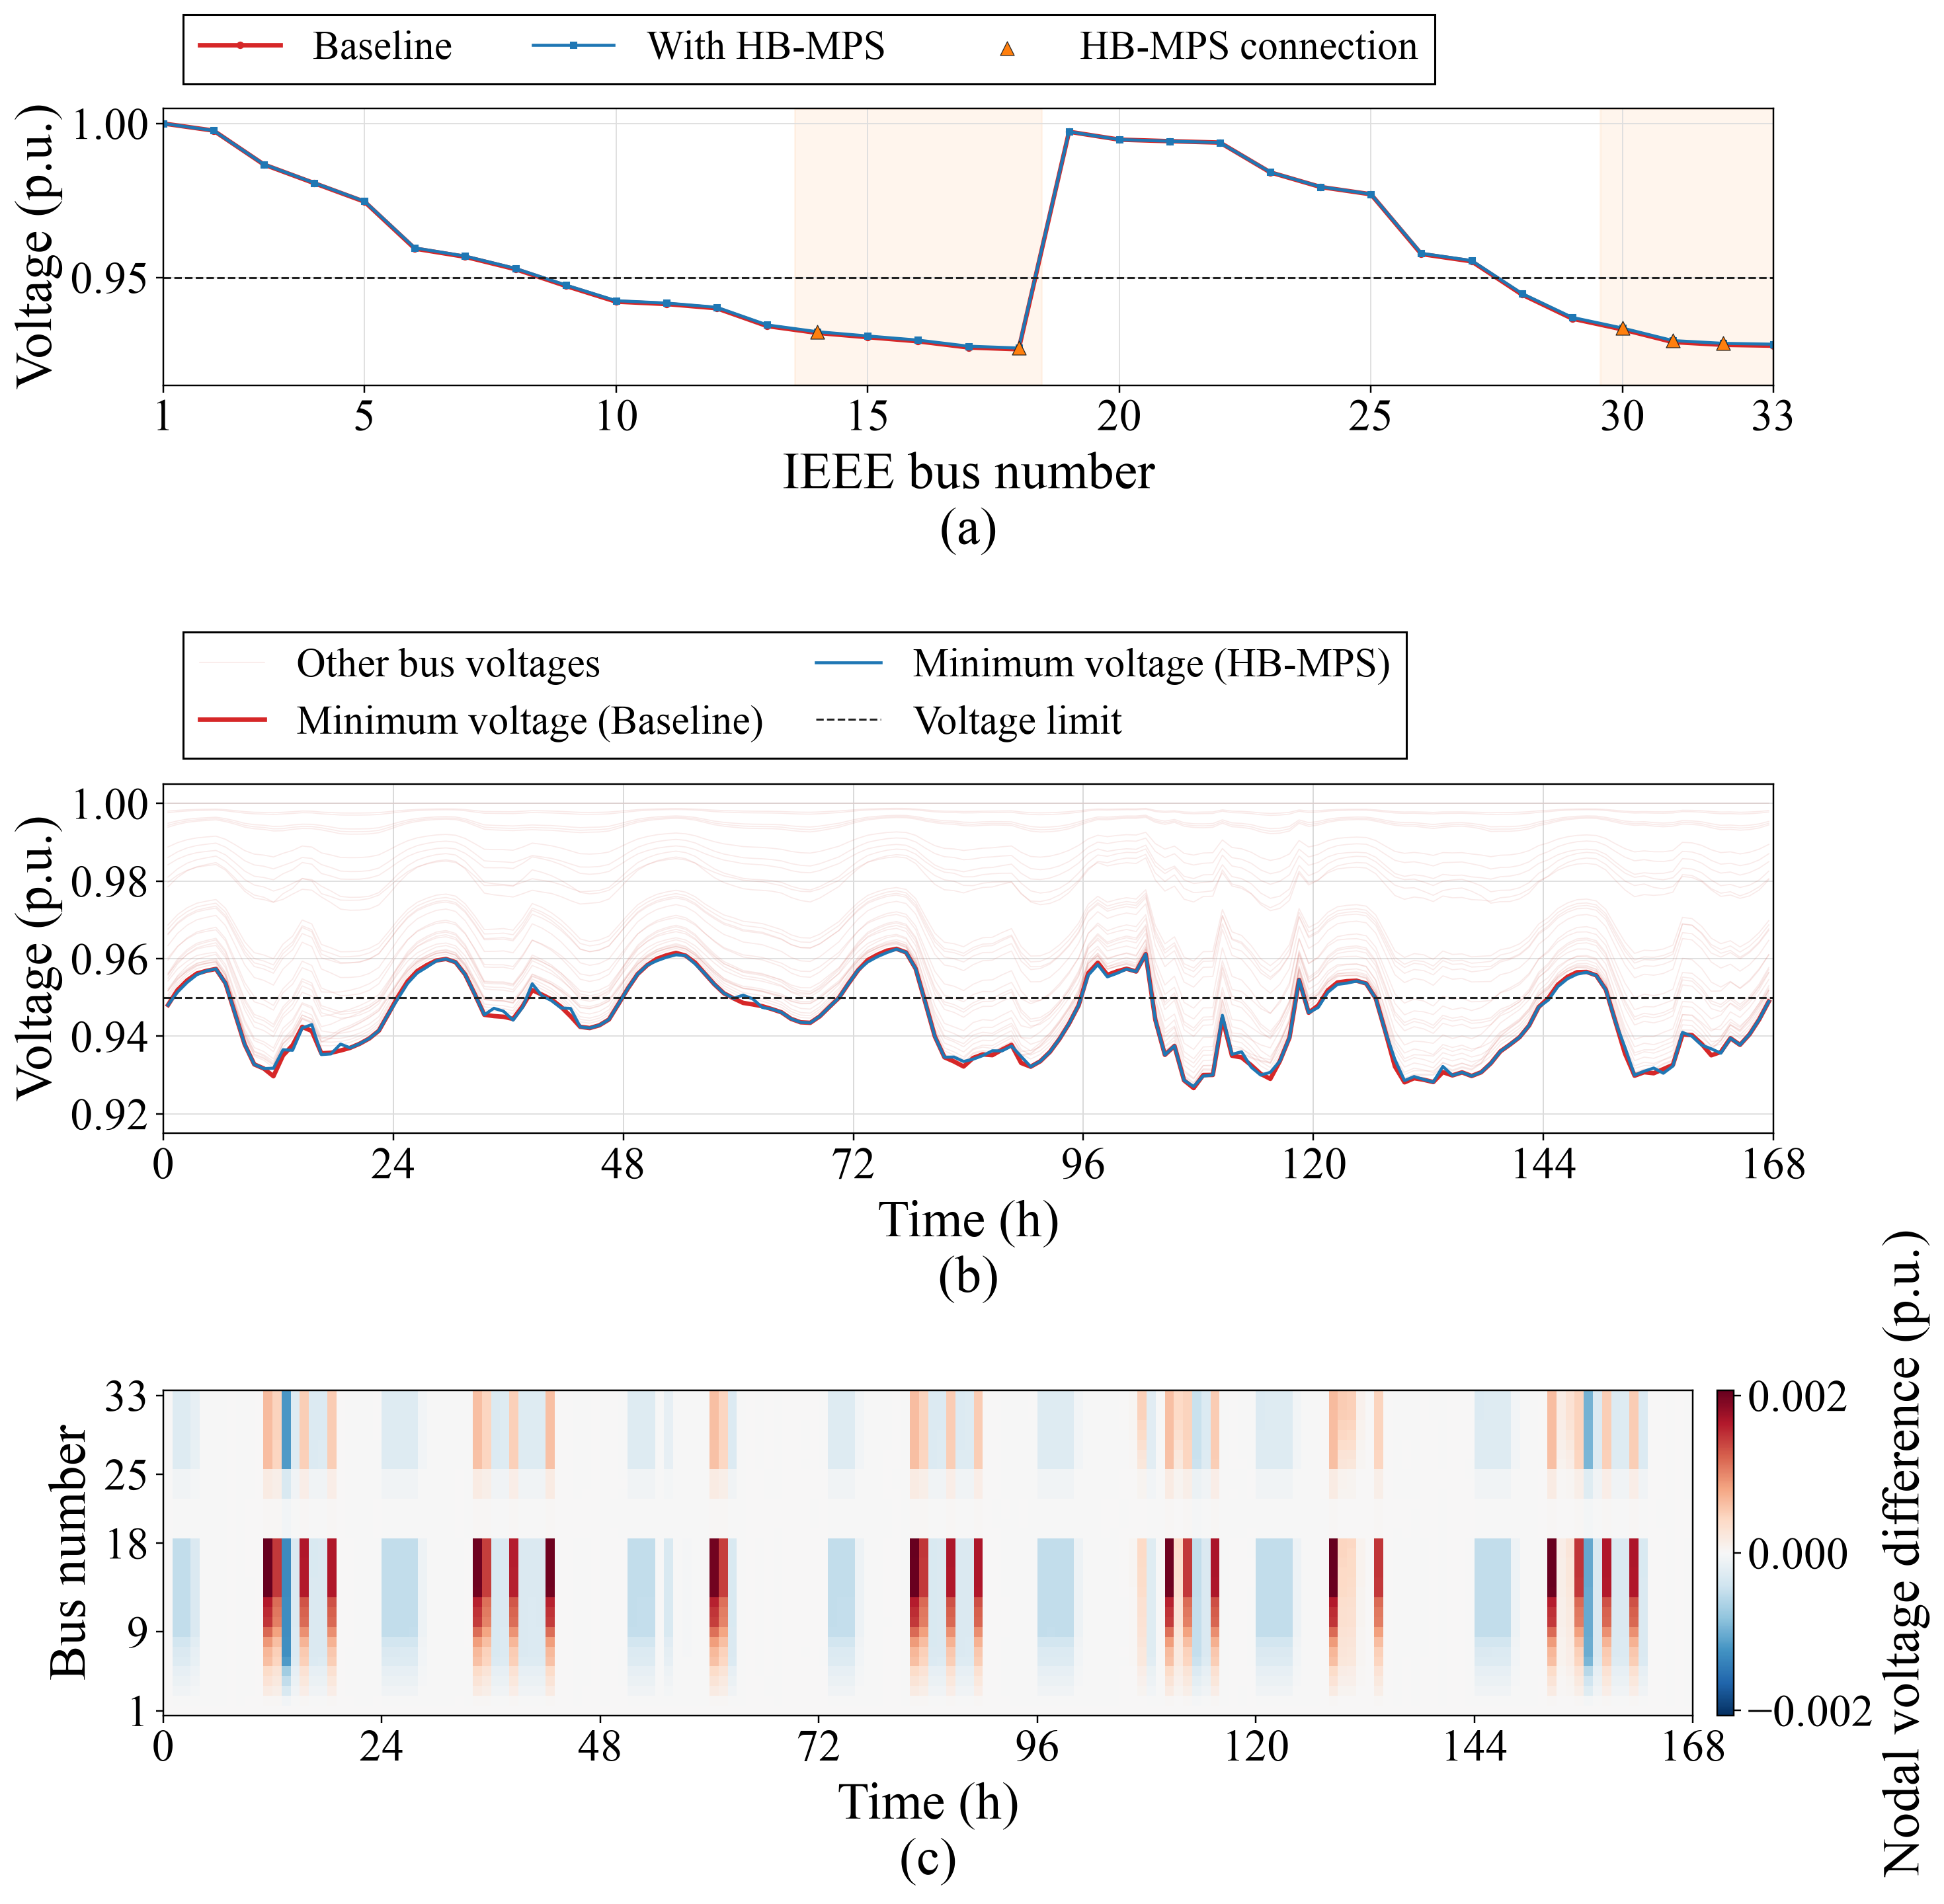 Baseline With HB-MPS HB-MPS connection
Voltage (p.u.)
1.00
0.95
1 5 10 15 20 25 30 33
IEEE bus number
(a)
Other bus voltages Minimum voltage (HB-MPS)
Minimum voltage (Baseline) Voltage limit
Voltage (p.u.)
1.00
0.98
0.96
0.94
0.92
0 24 48 72 96 120 144 168
Time (h)
(b)
Bus number
33
25
18
9
1
0 24 48 72 96 120 144 168
Time (h)
(c)
0.002
0.000
−0.002
Nodal voltage difference (p.u.)